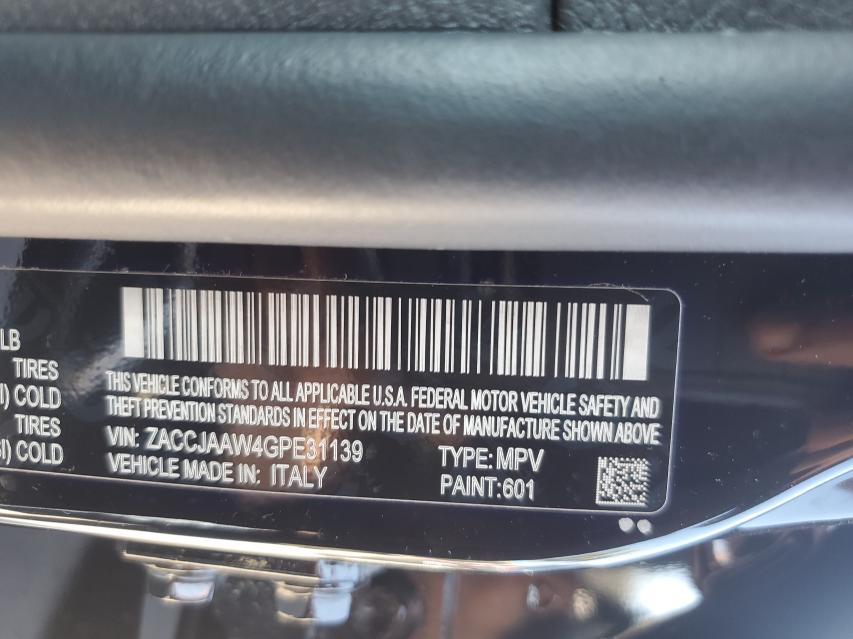 LB
TIRES
I) COLD
TIRES
SI) COLD
THIS VEHICLE CONFORMS TO ALL APPLICABLE U.S.A. FEDERAL MOTOR VEHICLE SAFETY AND
THEFT PREVENTION STANDARDS IN EFFECT ON THE DATE OF MANUFACTURE SHOWN ABOVE
VIN: ZACCJAAW4GPE31139
TYPE:MPV
VEHICLE MADE IN: ITALY
PAINT:601